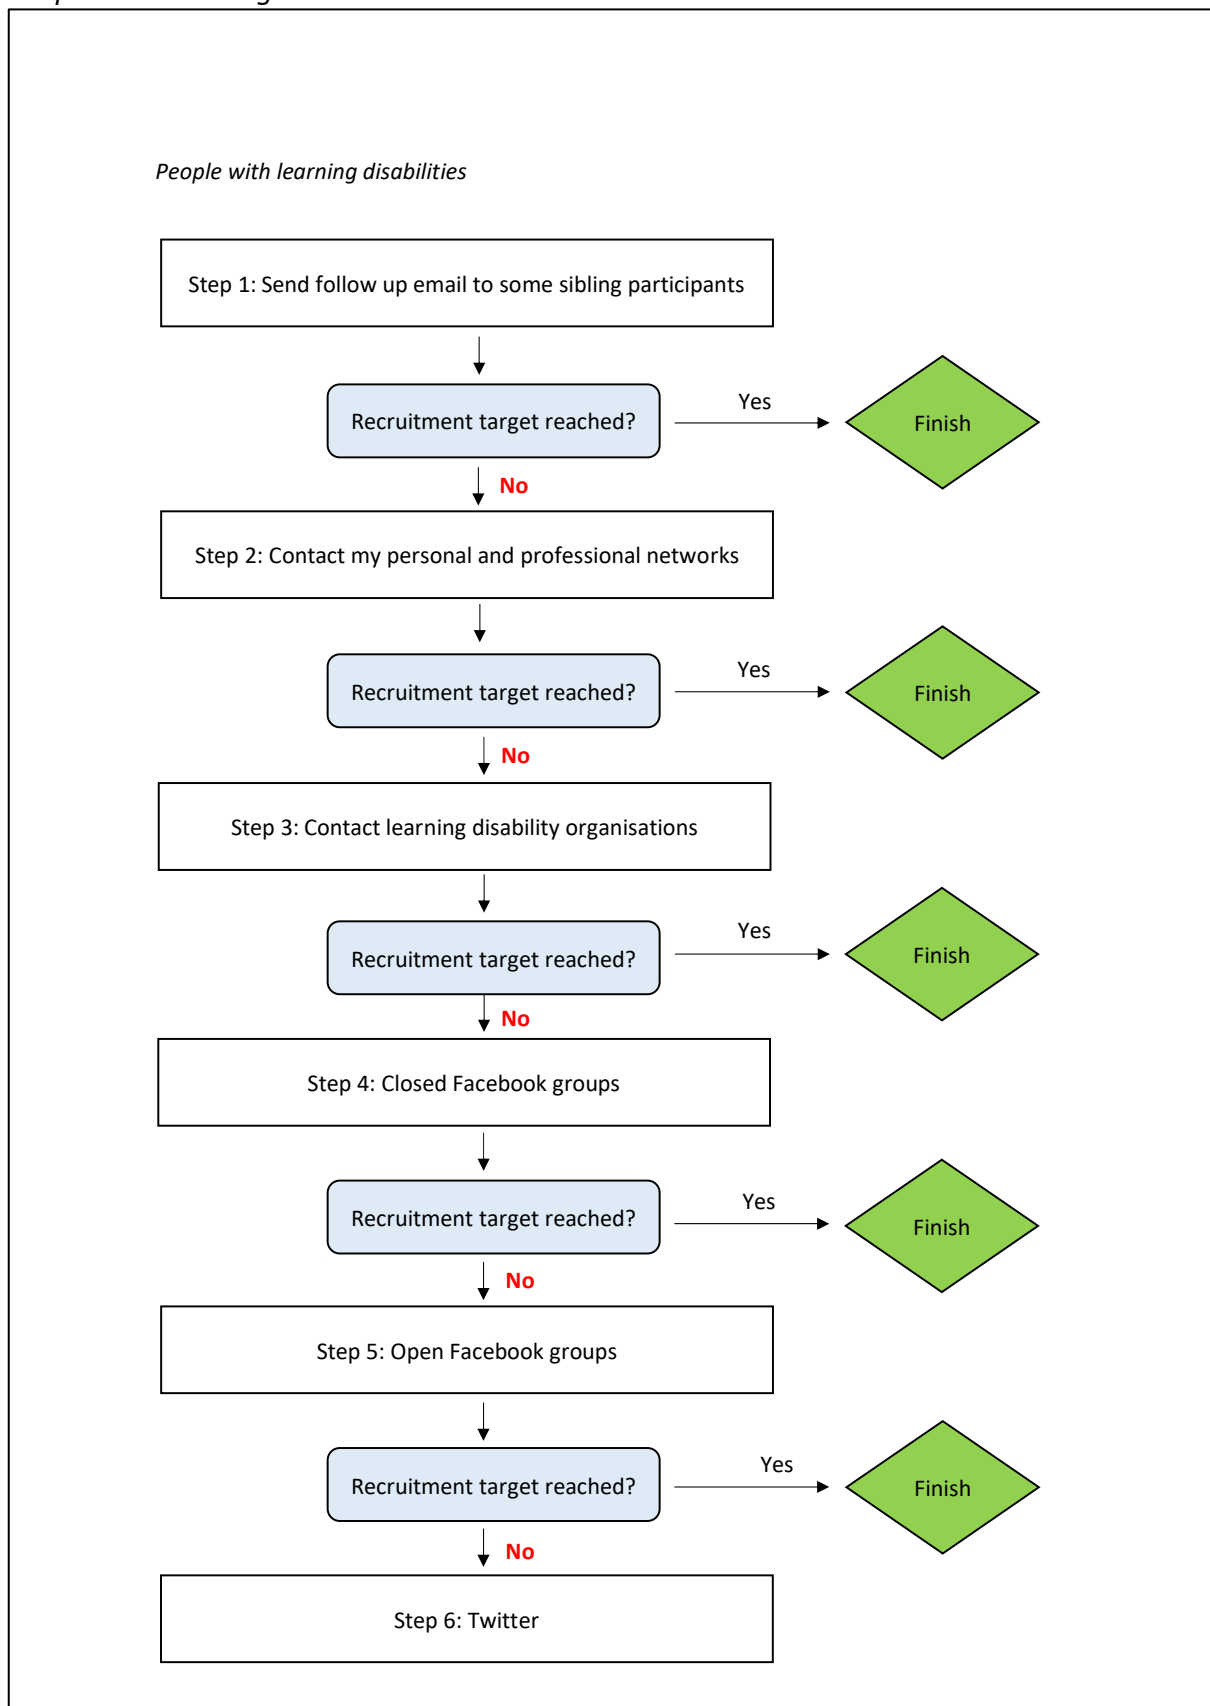 People with learning disabilities
Step 1: Send follow up email to some sibling participants
Recruitment target reached?
Yes
Finish
No
Step 2: Contact my personal and professional networks
Recruitment target reached?
Yes
Finish
No
Step 3: Contact learning disability organisations
Recruitment target reached?
Yes
Finish
No
Step 4: Closed Facebook groups
Recruitment target reached?
Yes
Finish
No
Step 5: Open Facebook groups
Recruitment target reached?
Yes
Finish
No
Step 6: Twitter